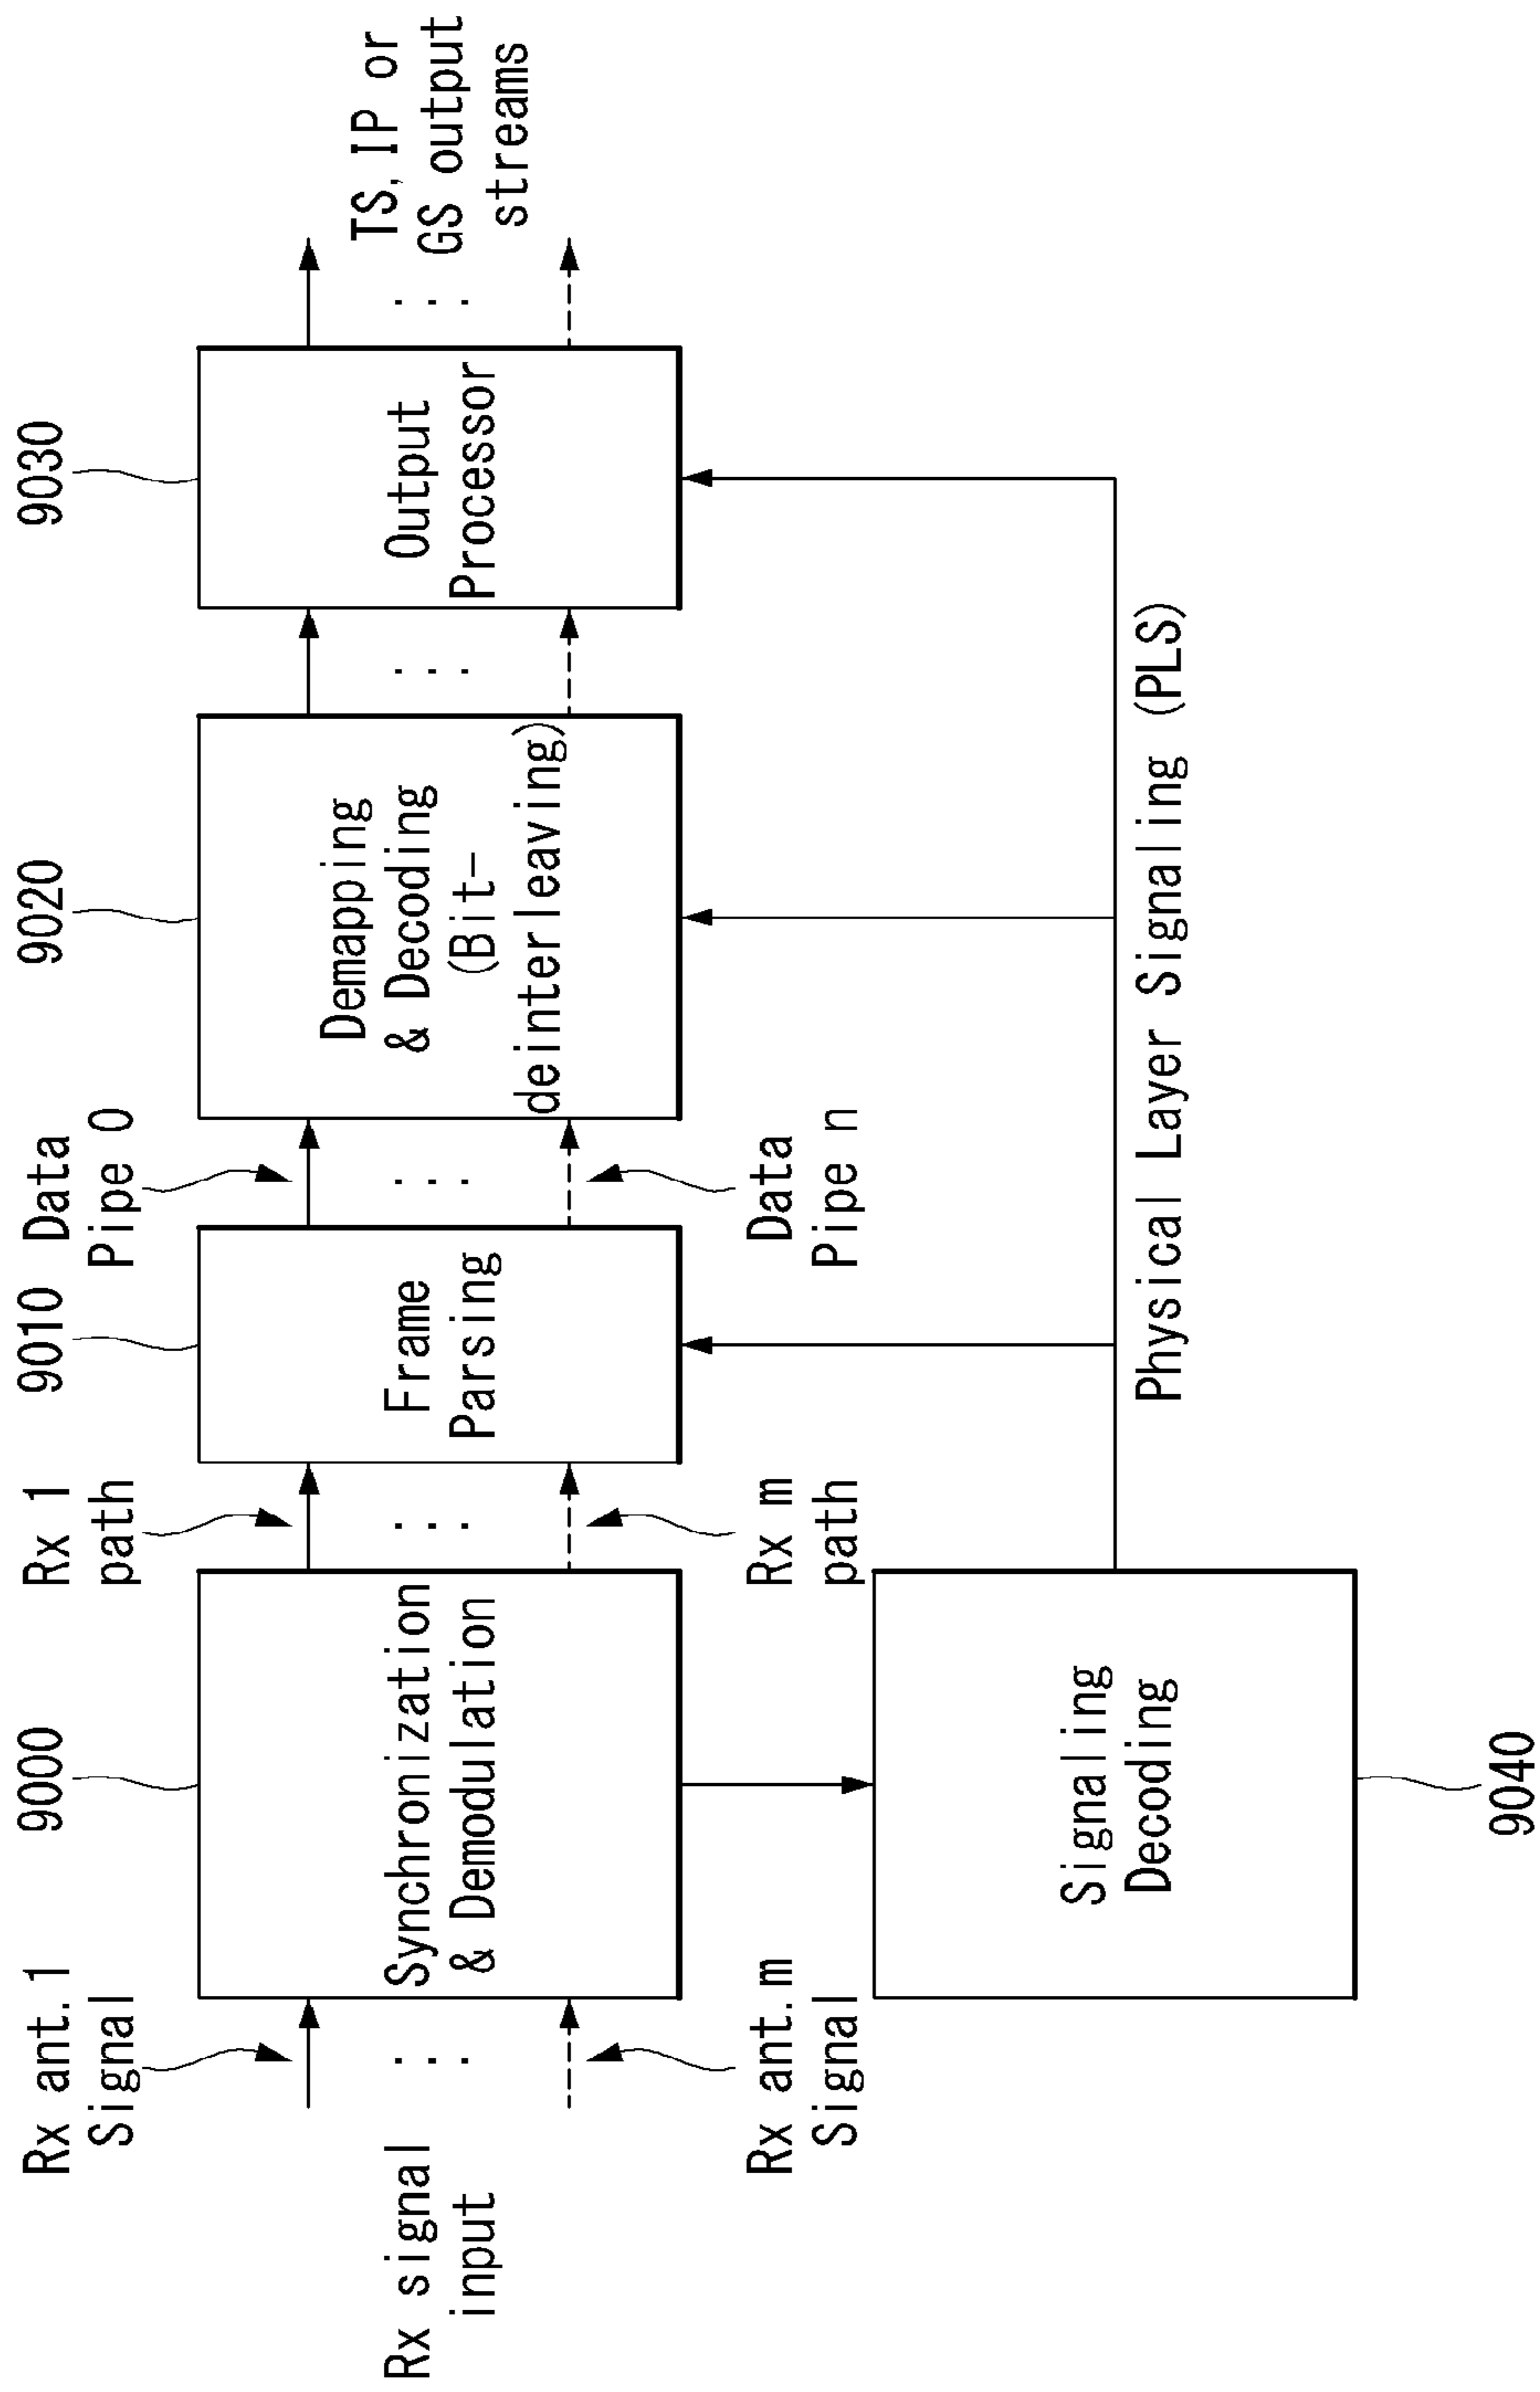 Rx signal
input
Rx ant.1
Signal
Rx ant.m
Signal
9000
Synchronization
& Demodulation
Rx 1
path
Rx m
path
9010
Frame
Parsing
Data
Pipe 0
Data
Pipe n
9020
Demapping
& Decoding
(Bit-
deinterleaving)
9030
Output
Processor
TS, IP or
GS output
streams
Signaling
Decoding
9040
Physical Layer Signaling (PLS)